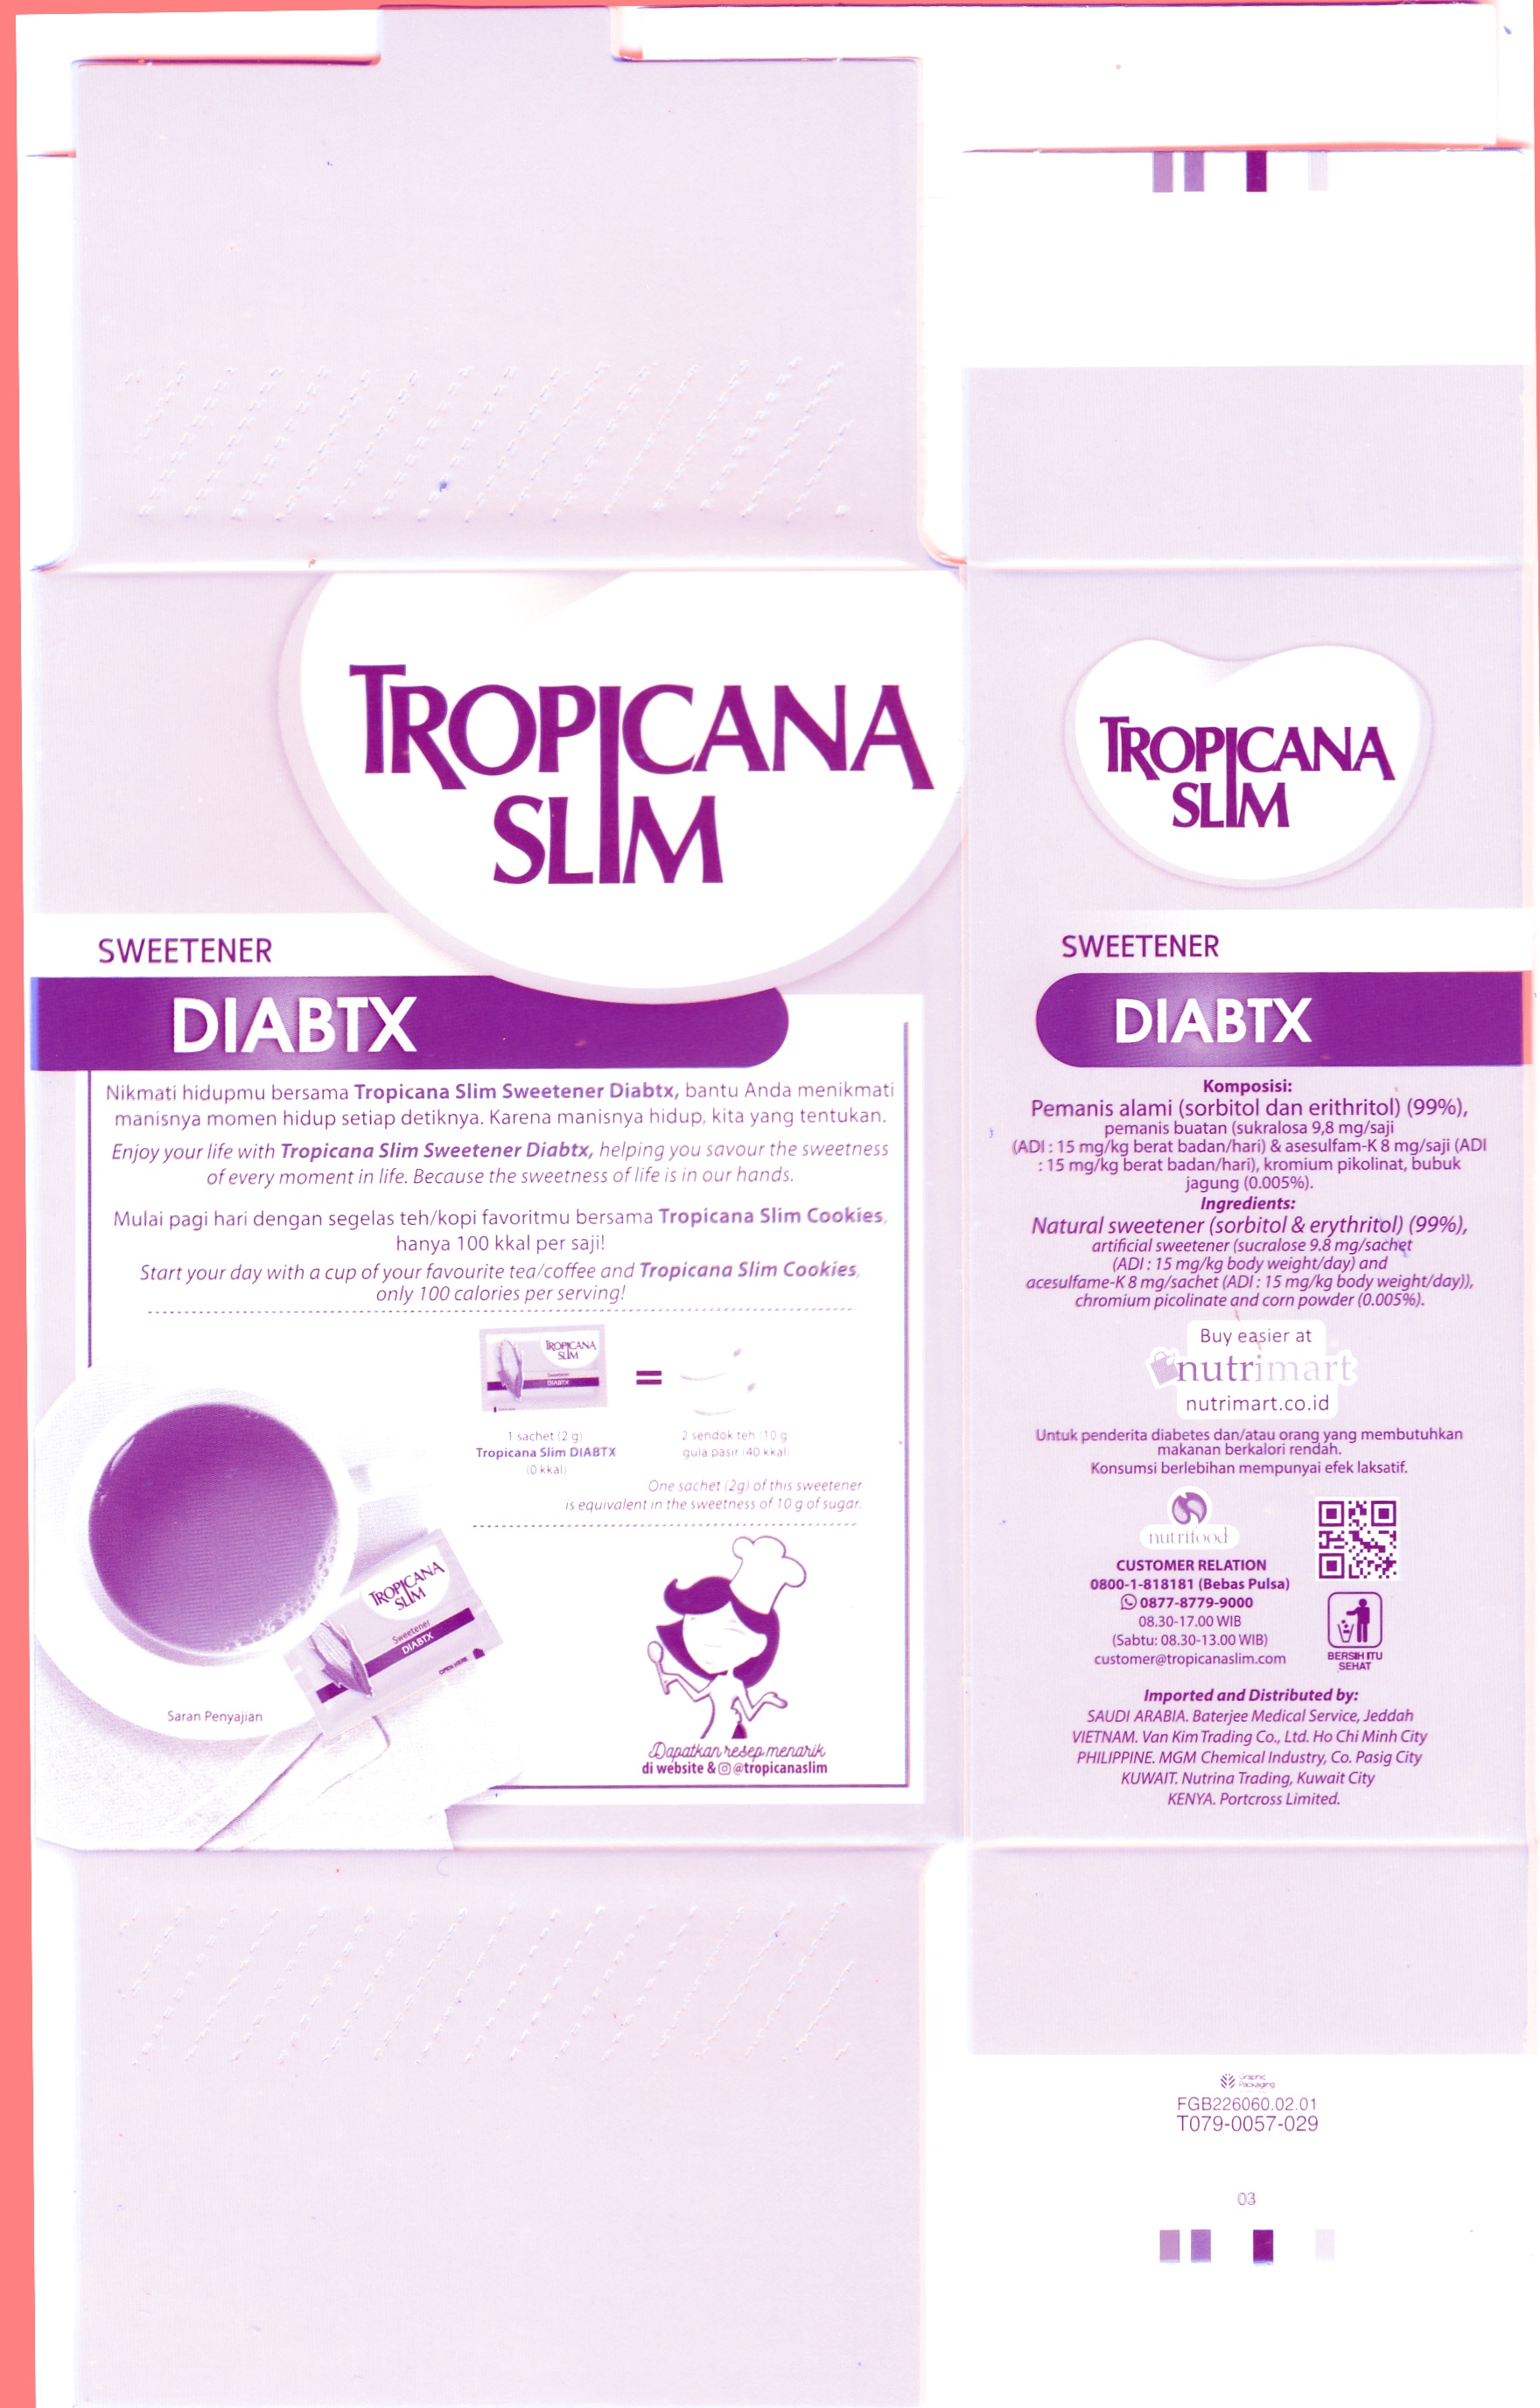 TROPICANA
SLIM
SWEETENER
DIABTX
Nikmati hidupmu bersama Tropicana Slim Sweetener Diabtx, bantu Anda menikmati
manisnya momen hidup setiap detiknya. Karena manisnya hidup, kita yang tentukan.
Enjoy your life with Tropicana Slim Sweetener Diabtx, helping you savour the sweetness
of every moment in life. Because the sweetness of life is in our hands.
Mulai pagi hari dengan segelas teh/kopi favoritmu bersama Tropicana Slim Cookies,
hanya 100 kkal per saji!
Start your day with a cup of your favourite tea/coffee and Tropicana Slim Cookies,
only 100 calories per serving!
TROPICANA
SLIM
Sweetener
DIABTX
=
1 sachet (2 g)
Tropicana Slim DIABTX
(0 kkal)
2 sendok teh (10 g
gula pasir (40 kkal)
One sachet (2g) of this sweetener
is equivalent in the sweetness of 10 g of sugar.
TROPICANA
SLIM
Sweetener
DIABTX
OPEN HERE
Saran Penyajian
Dapatkan resep menarik
di website & @tropicanaslim
TROPICANA
SLIM
SWEETENER
DIABTX
Komposisi:
Pemanis alami (sorbitol dan erithritol) (99%),
pemanis buatan (sukralosa 9,8 mg/saji
(ADI : 15 mg/kg berat badan/hari) & asesulfam-K 8 mg/saji (ADI
: 15 mg/kg berat badan/hari), kromium pikolinat, bubuk
jagung (0.005%).
Ingredients:
Natural sweetener (sorbitol & erythritol) (99%),
artificial sweetener (sucralose 9.8 mg/sachet
(ADI : 15 mg/kg body weight/day) and
acesulfame-K 8 mg/sachet (ADI : 15 mg/kg body weight/day)),
chromium picolinate and corn powder (0.005%).
Buy easier at
nutrimart
nutrimart.co.id
Untuk penderita diabetes dan/atau orang yang membutuhkan
makanan berkalori rendah.
Konsumsi berlebihan mempunyai efek laksatif.
nutrifood
CUSTOMER RELATION
0800-1-818181 (Bebas Pulsa)
0877-8779-9000
08.30-17.00 WIB
(Sabtu: 08.30-13.00 WIB)
customer@tropicanaslim.com
BERSIH ITU
SEHAT
Imported and Distributed by:
SAUDI ARABIA. Baterjee Medical Service, Jeddah
VIETNAM. Van Kim Trading Co., Ltd. Ho Chi Minh City
PHILIPPINE. MGM Chemical Industry, Co. Pasig City
KUWAIT. Nutrina Trading, Kuwait City
KENYA. Portcross Limited.
Graphic
Packaging
FGB226060.02.01
T079-0057-029
03